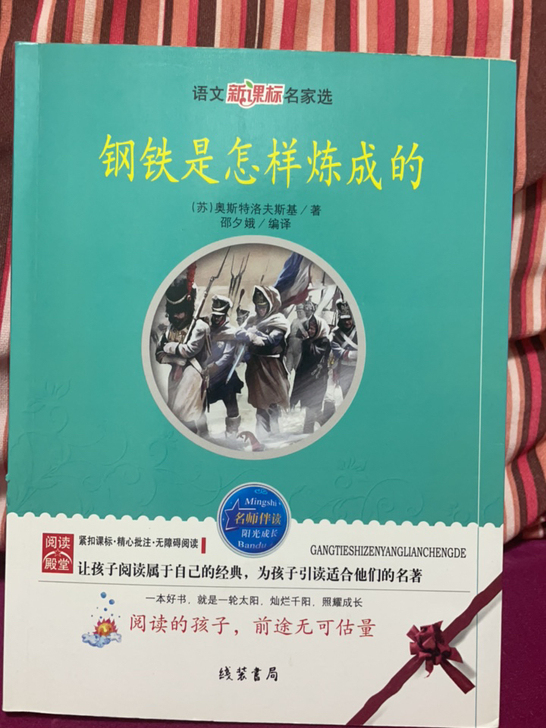 语文新课标名家选
钢铁是怎样炼成的
(苏)奥斯特洛夫斯基/著
邵夕娥/编译
Mingshi
名师伴读
阳光成长
Bandu
阅读
殿堂
紧扣课标·精心批注·无障碍阅读
GANGTIESHIZENYANGLIANCHENGDE
让孩子阅读属于自己的经典，为孩子引读适合他们的名著
一本好书，就是一轮太阳，灿烂千阳，照耀成长
阅读的孩子，前途无可估量
线装书局